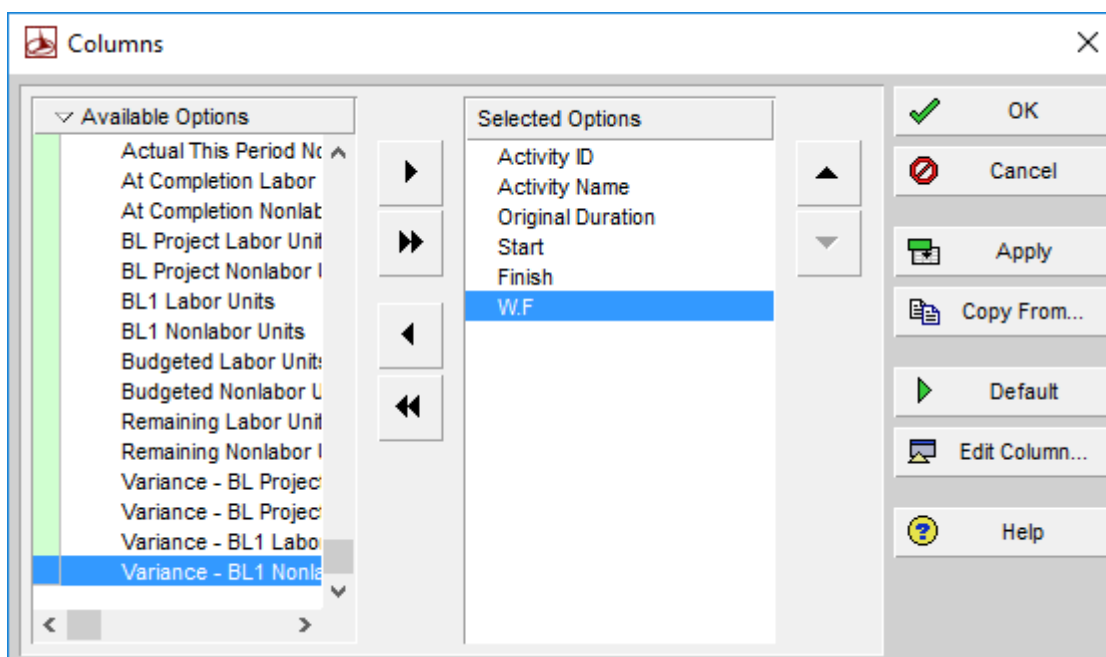 Columns
Available Options
Actual This Period No
At Completion Labor
At Completion Nonlab
BL Project Labor Unit
BL Project Nonlabor U
BL1 Labor Units
BL1 Nonlabor Units
Budgeted Labor Units
Budgeted Nonlabor U
Remaining Labor Unit
Remaining Nonlabor U
Variance - BL Project
Variance - BL Project
Variance - BL1 Labo
Variance - BL1 Nonla
Selected Options
Activity ID
Activity Name
Original Duration
Start
Finish
W.F
OK
Cancel
Apply
Copy From...
Default
Edit Column...
Help